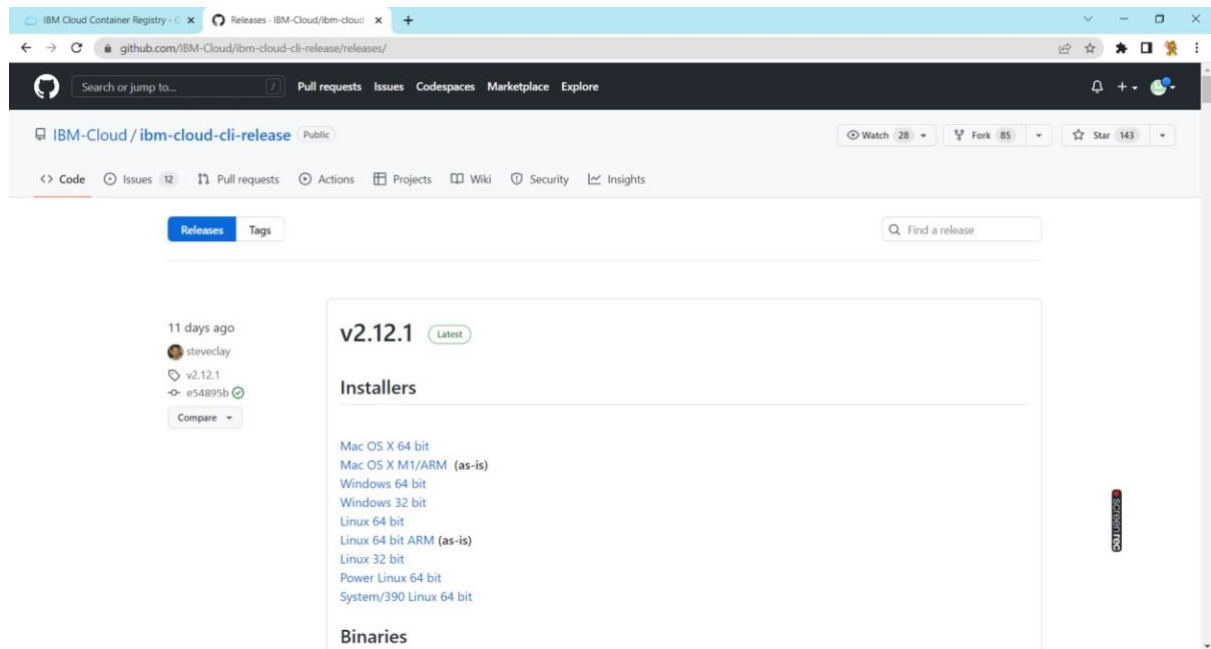 IBM Cloud Container Registry - C
Releases · IBM-Cloud/ibm-cloud
github.com/IBM-Cloud/ibm-cloud-cli-release/releases/
Search or jump to... /
Pull requests Issues Codespaces Marketplace Explore
IBM-Cloud / ibm-cloud-cli-release Public
Watch 28 Fork 85 Star 143
Code Issues 12 Pull requests Actions Projects Wiki Security Insights
Releases Tags
Find a release
11 days ago
steveclay
v2.12.1
e54895b
Compare
v2.12.1 Latest
Installers
Mac OS X 64 bit
Mac OS X M1/ARM (as-is)
Windows 64 bit
Windows 32 bit
Linux 64 bit
Linux 64 bit ARM (as-is)
Linux 32 bit
Power Linux 64 bit
System/390 Linux 64 bit
Binaries
screenrec